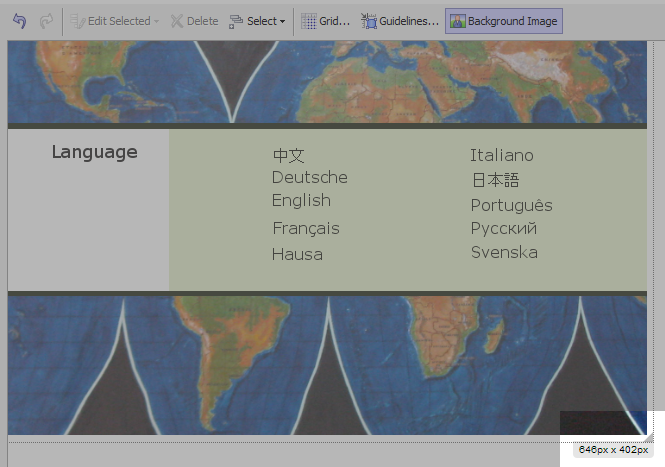 Edit Selected Delete Select Grid... Guidelines... Background Image
Language
中文
Deutsche
English
Français
Hausa
Italiano
日本語
Português
Русский
Svenska
646px x 402px